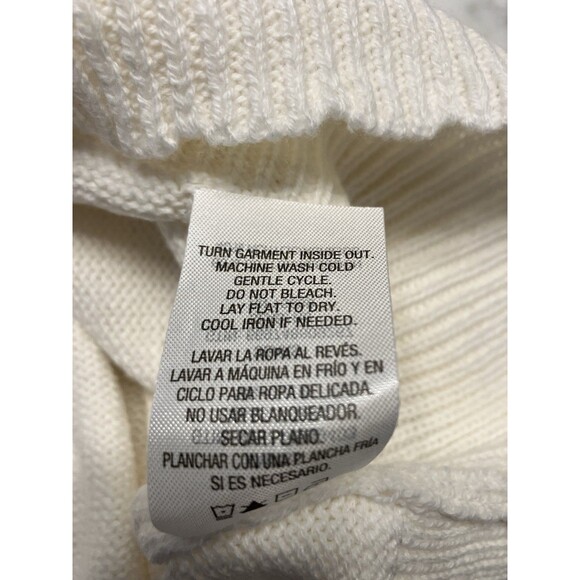 TURN GARMENT INSIDE OUT.
MACHINE WASH COLD
GENTLE CYCLE.
DO NOT BLEACH.
LAY FLAT TO DRY.
COOL IRON IF NEEDED.
LAVAR LA ROPA AL REVÉS.
LAVAR A MÁQUINA EN FRÍO Y EN
CICLO PARA ROPA DELICADA.
NO USAR BLANQUEADOR.
SECAR PLANO.
PLANCHAR CON UNA PLANCHA FRÍA
SI ES NECESARIO.